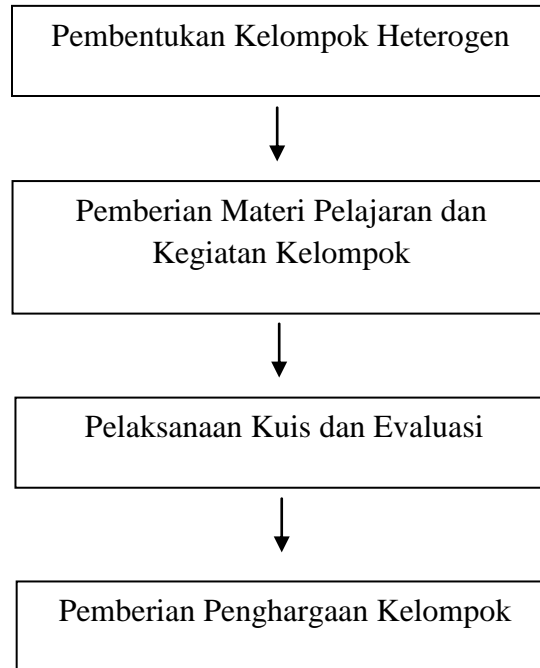 Pembentukan Kelompok Heterogen
Pemberian Materi Pelajaran dan
Kegiatan Kelompok
Pelaksanaan Kuis dan Evaluasi
Pemberian Penghargaan Kelompok